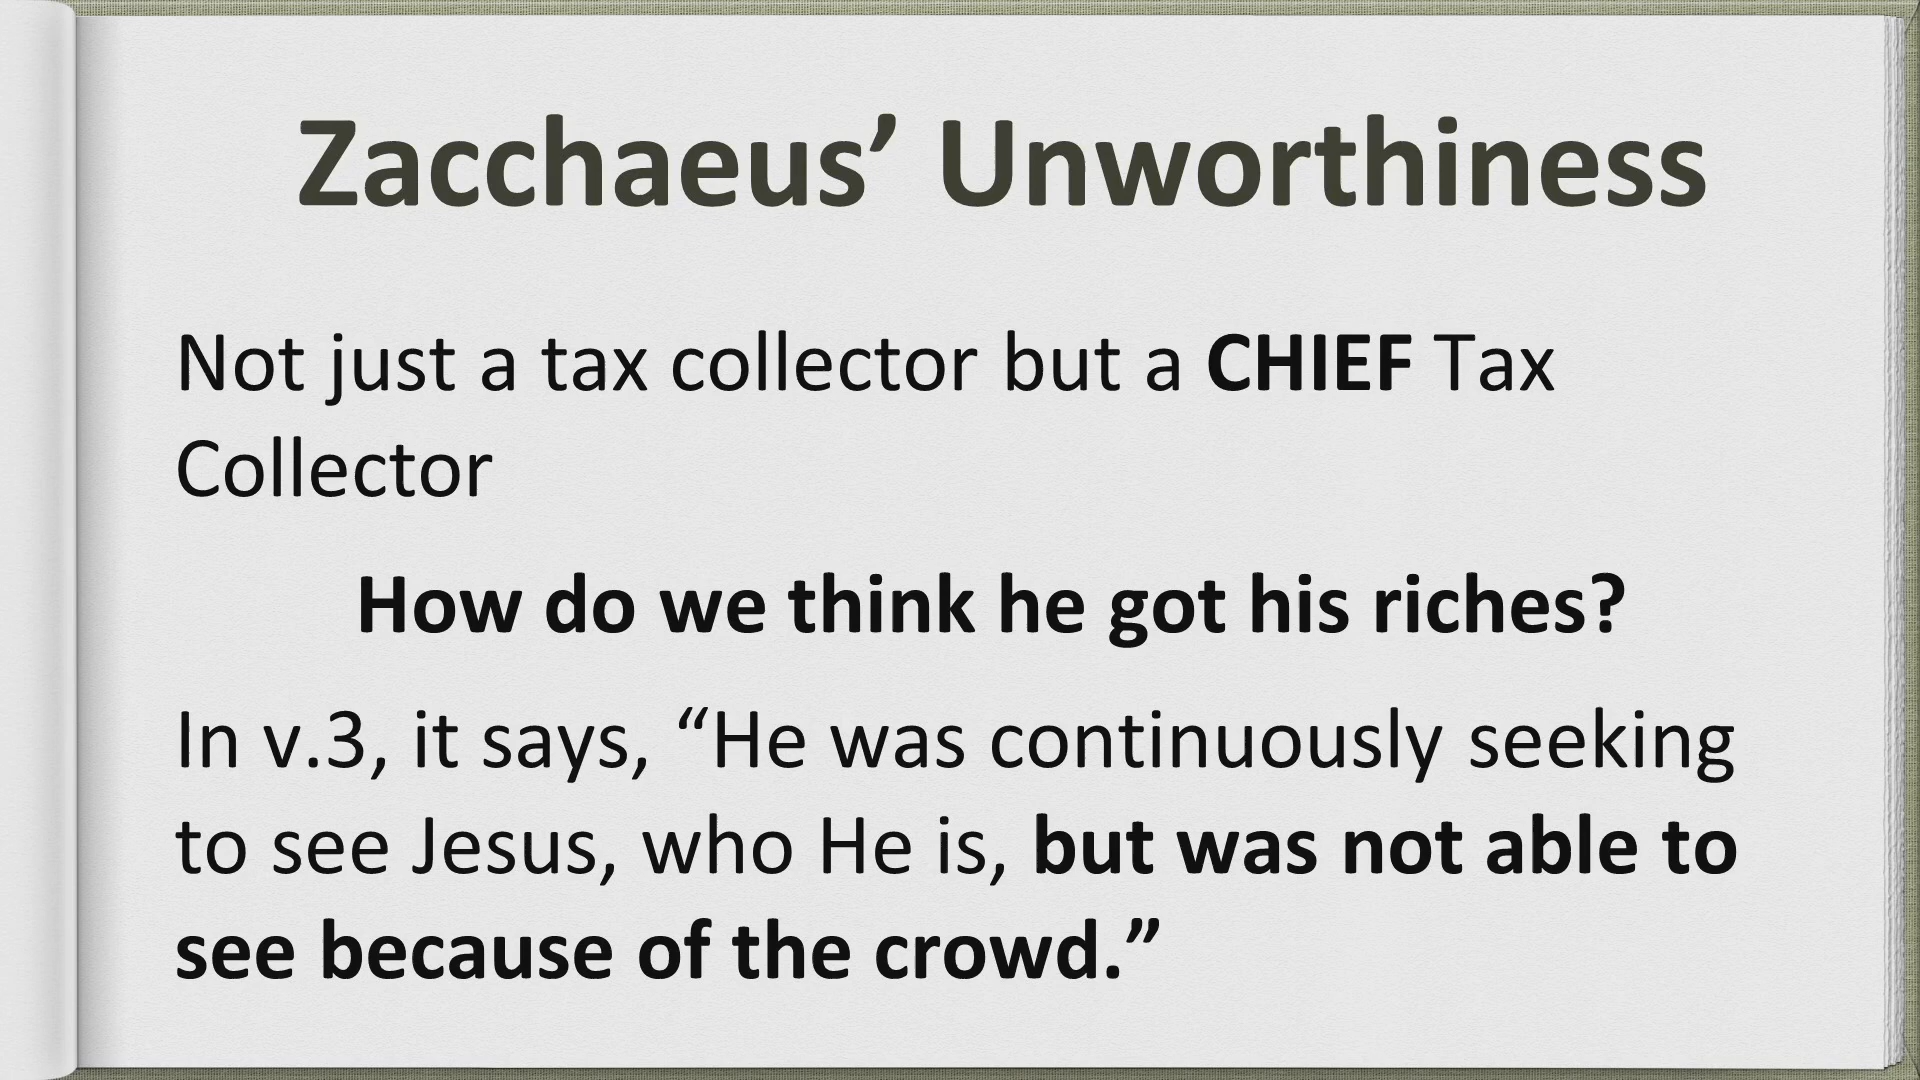 Zacchaeus’ Unworthiness
Not just a tax collector but a CHIEF Tax
Collector
How do we think he got his riches?
In v.3, it says, “He was continuously seeking
to see Jesus, who He is, but was not able to
see because of the crowd.”